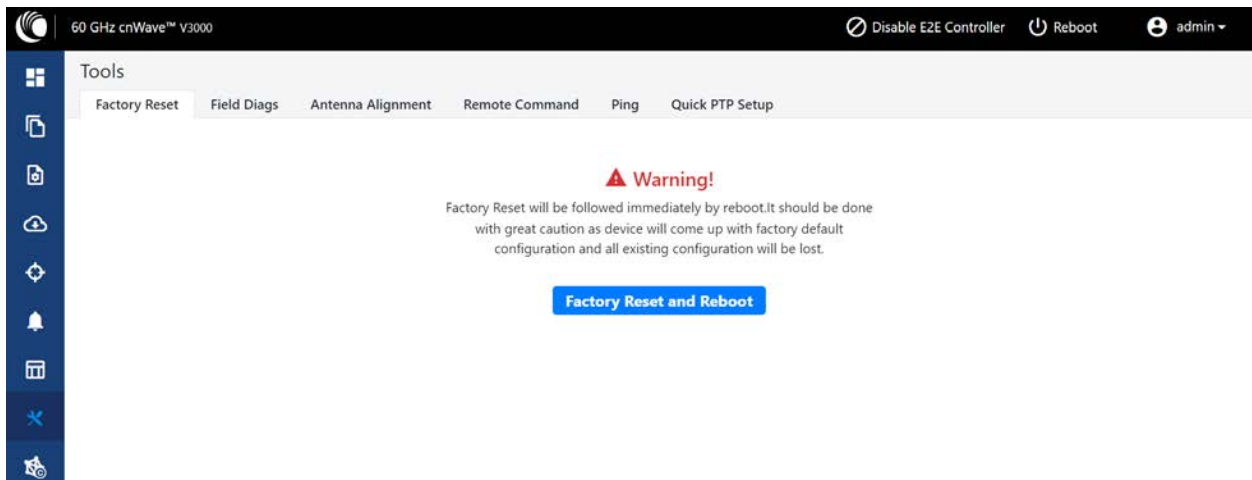 60 GHz cnWave™ V3000
Disable E2E Controller
Reboot
admin
Tools
Factory Reset
Field Diags
Antenna Alignment
Remote Command
Ping
Quick PTP Setup
Warning!
Factory Reset will be followed immediately by reboot.It should be done
with great caution as device will come up with factory default
configuration and all existing configuration will be lost.
Factory Reset and Reboot